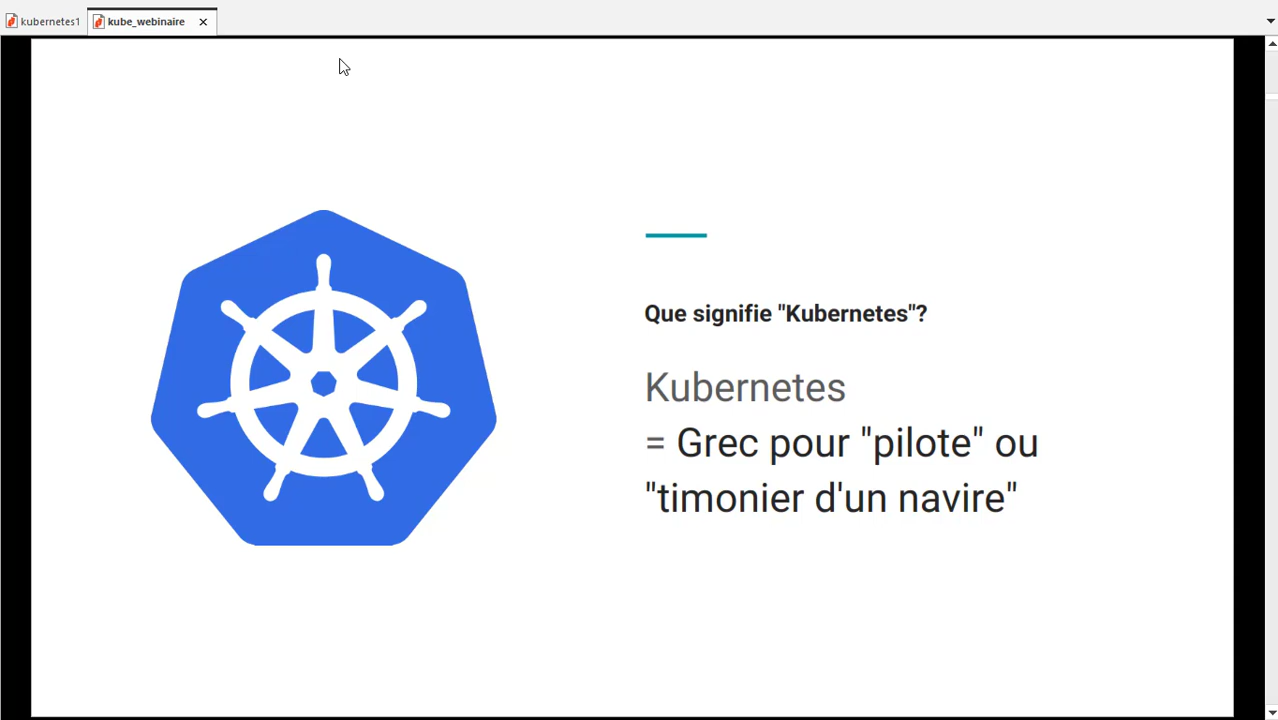 kubernetes1
kube_webinaire
Que signifie "Kubernetes"?
Kubernetes
= Grec pour "pilote" ou
"timonier d'un navire"